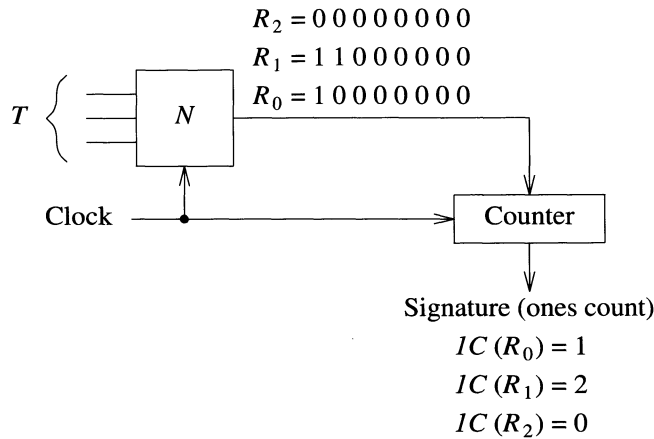 R2 = 0 0 0 0 0 0 0 0
R1 = 1 1 0 0 0 0 0 0
R0 = 1 0 0 0 0 0 0 0
T
N
Clock
Counter
Signature (ones count)
1C (R0) = 1
1C (R1) = 2
1C (R2) = 0